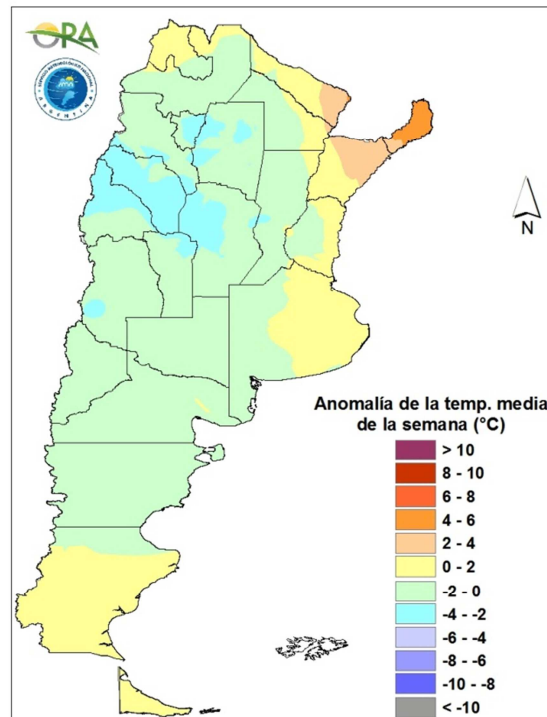 ORA
ARGENTINA
N
Anomalía de la temp. media
de la semana (°C)
> 10
8 - 10
6 - 8
4 - 6
2 - 4
0 - 2
-2 - 0
-4 - -2
-6 - -4
-8 - -6
-10 - -8
< -10